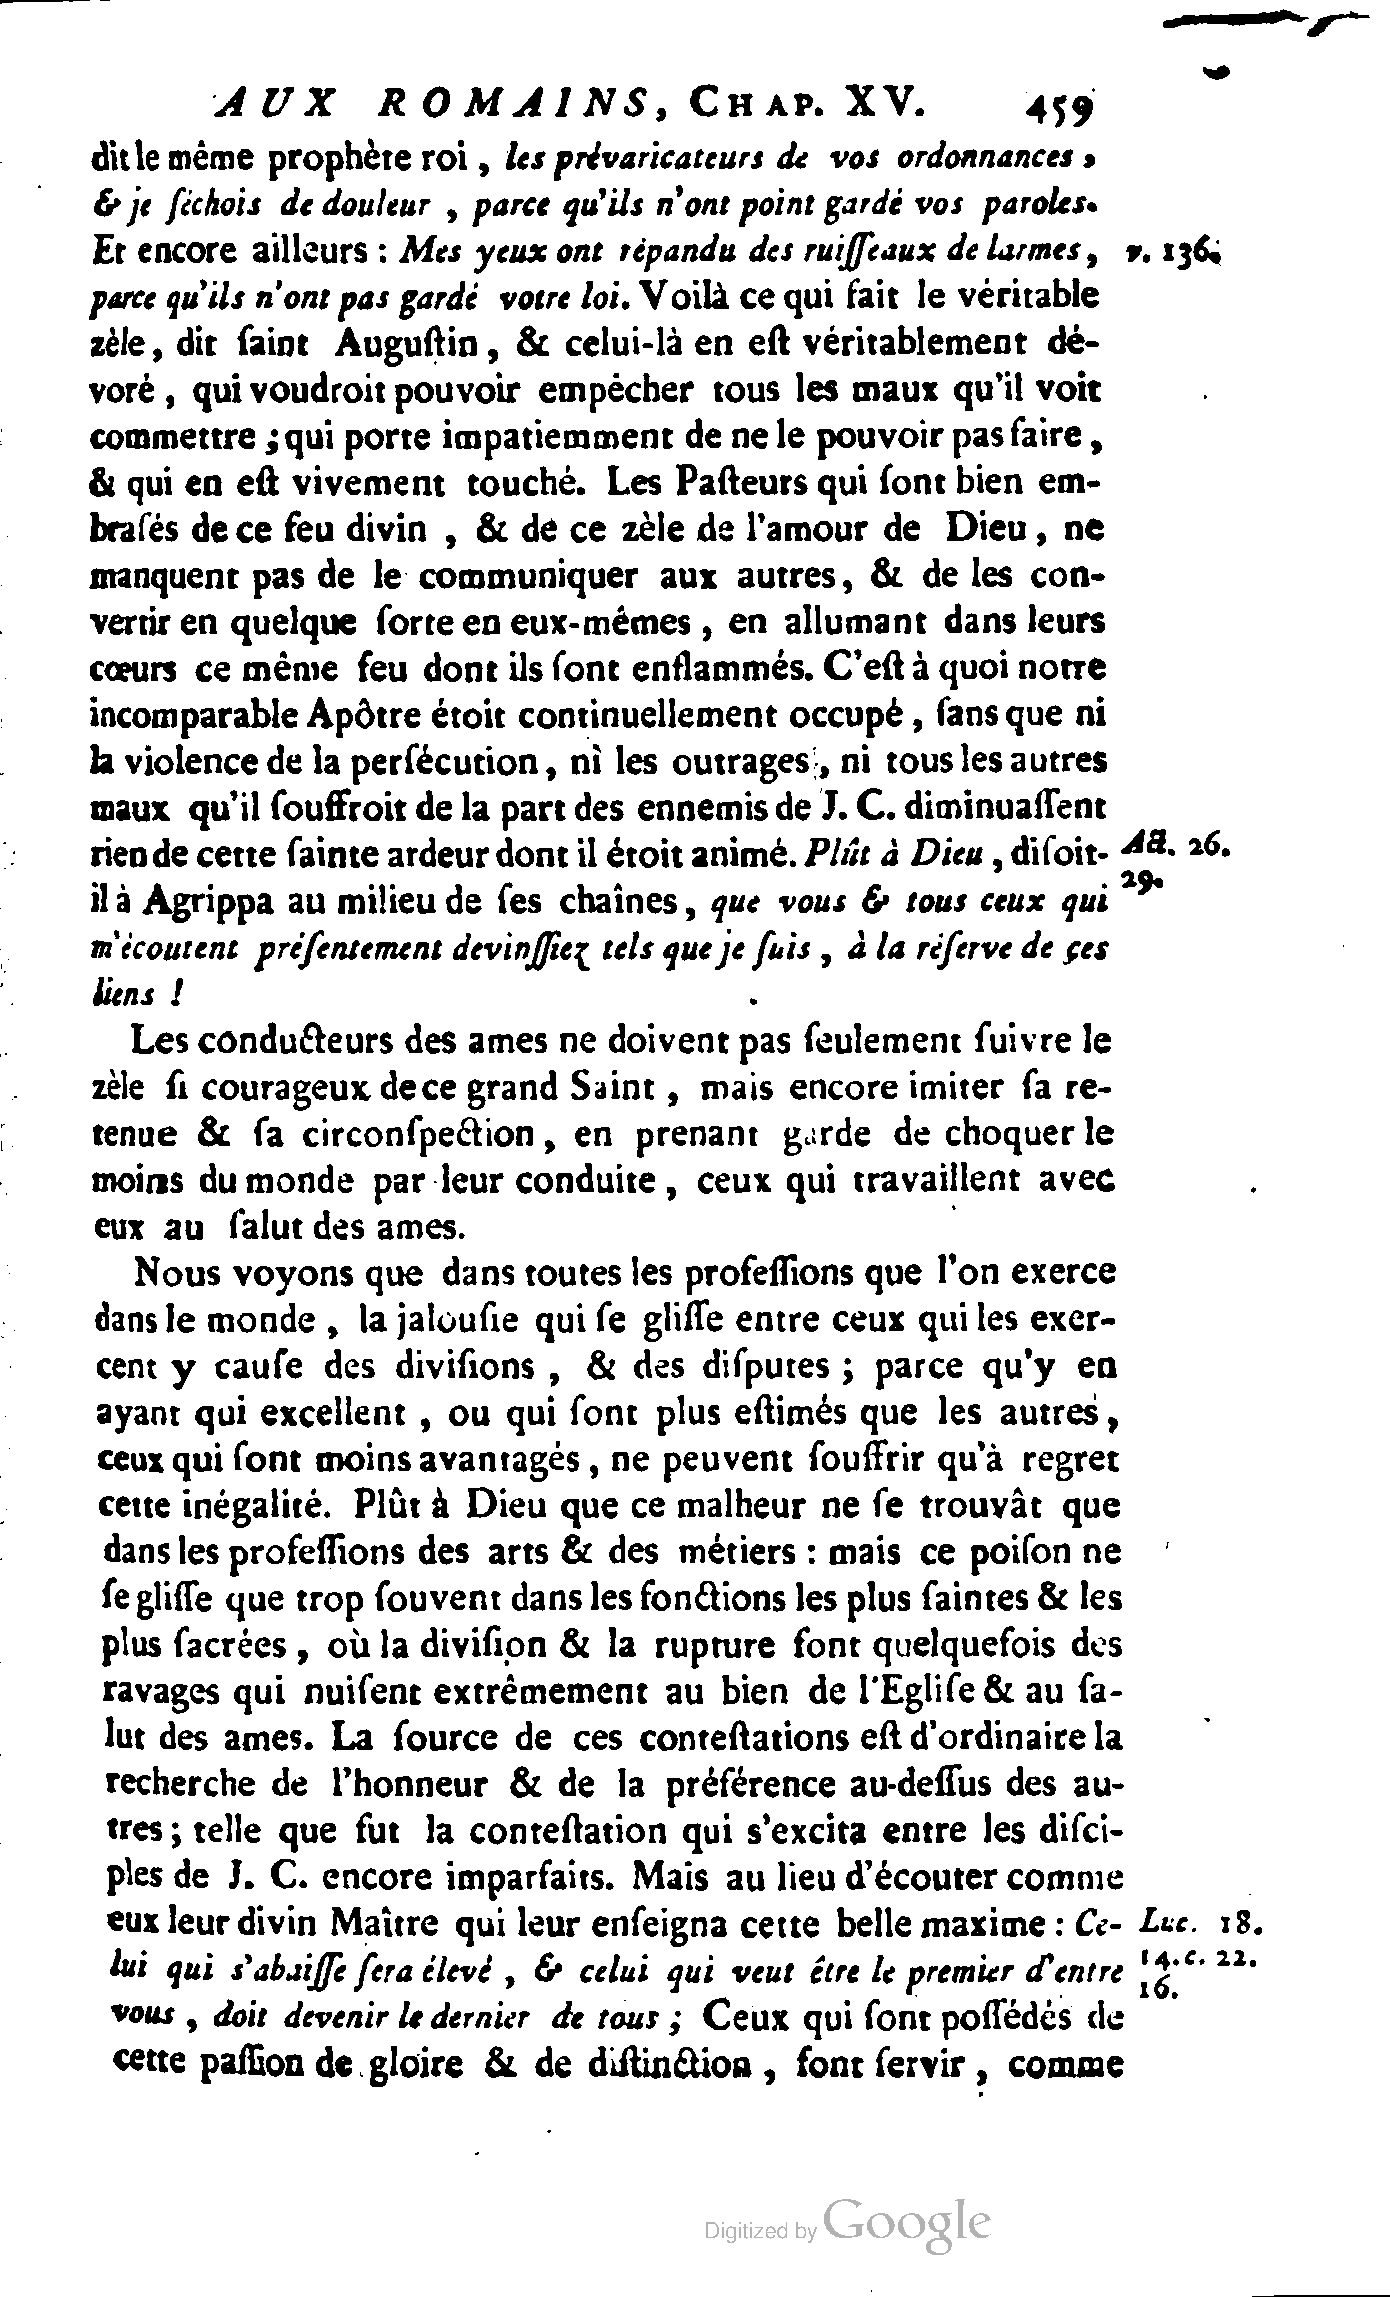 AUX ROMAINS, CHAP. XV. 459
dit le même prophète roi, les prévaricateurs de vos ordonnances,
& je ſéchois de douleur, parce qu'ils n'ont point gardé vos paroles.
Et encore ailleurs : Mes yeux ont répandu des ruiſſeaux de larmes, v. 136.
parce qu'ils n'ont pas gardé votre loi. Voilà ce qui fait le véritable
zèle, dit ſaint Auguſtin, & celui-là en eſt véritablement dé-
voré, qui voudroit pouvoir empêcher tous les maux qu'il voit
commettre ; qui porte impatiemment de ne le pouvoir pas faire,
& qui en eſt vivement touché. Les Paſteurs qui ſont bien em-
braſés de ce feu divin, & de ce zèle de l'amour de Dieu, ne
manquent pas de le communiquer aux autres, & de les con-
vertir en quelque ſorte en eux-mêmes, en allumant dans leurs
cœurs ce même feu dont ils ſont enflammés. C'eſt à quoi notre
incomparable Apôtre étoit continuellement occupé, ſans que ni
la violence de la perſécution, ni les outrages, ni tous les autres
maux qu'il ſouffroit de la part des ennemis de J. C. diminuaſſent
rien de cette ſainte ardeur dont il étoit animé. Plût à Dieu, diſoit- Act. 26.
il à Agrippa au milieu de ſes chaînes, que vous & tous ceux qui 29.
m'écoutent préſentement devinſſiez tels que je ſuis, à la réſerve de ces
liens !
Les conducteurs des ames ne doivent pas ſeulement ſuivre le
zèle ſi courageux de ce grand Saint, mais encore imiter ſa re-
tenue & ſa circonſpection, en prenant garde de choquer le
moins du monde par leur conduite, ceux qui travaillent avec
eux au ſalut des ames.
Nous voyons que dans toutes les profeſſions que l'on exerce
dans le monde, la jalouſie qui ſe gliſſe entre ceux qui les exer-
cent y cauſe des diviſions, & des diſputes ; parce qu'y en
ayant qui excellent, ou qui ſont plus eſtimés que les autres,
ceux qui ſont moins avantagés, ne peuvent ſouffrir qu'à regret
cette inégalité. Plût à Dieu que ce malheur ne ſe trouvât que
dans les profeſſions des arts & des métiers : mais ce poiſon ne
ſe gliſſe que trop ſouvent dans les fonctions les plus ſaintes & les
plus ſacrées, où la diviſion & la rupture font quelquefois des
ravages qui nuiſent extrêmement au bien de l'Egliſe & au ſa-
lut des ames. La ſource de ces conteſtations eſt d'ordinaire la
recherche de l'honneur & de la préférence au-deſſus des au-
tres ; telle que fut la conteſtation qui s'excita entre les diſci-
ples de J. C. encore imparfaits. Mais au lieu d'écouter comme
eux leur divin Maître qui leur enſeigna cette belle maxime : Ce- Luc. 18.
lui qui s'abaiſſe ſera élevé, & celui qui veut être le premier d'entre 14. c. 22.
16.
vous, doit devenir le dernier de tous ; Ceux qui ſont poſſédés de
cette paſſion de gloire & de diſtinction, font ſervir, comme
Digitized by Google